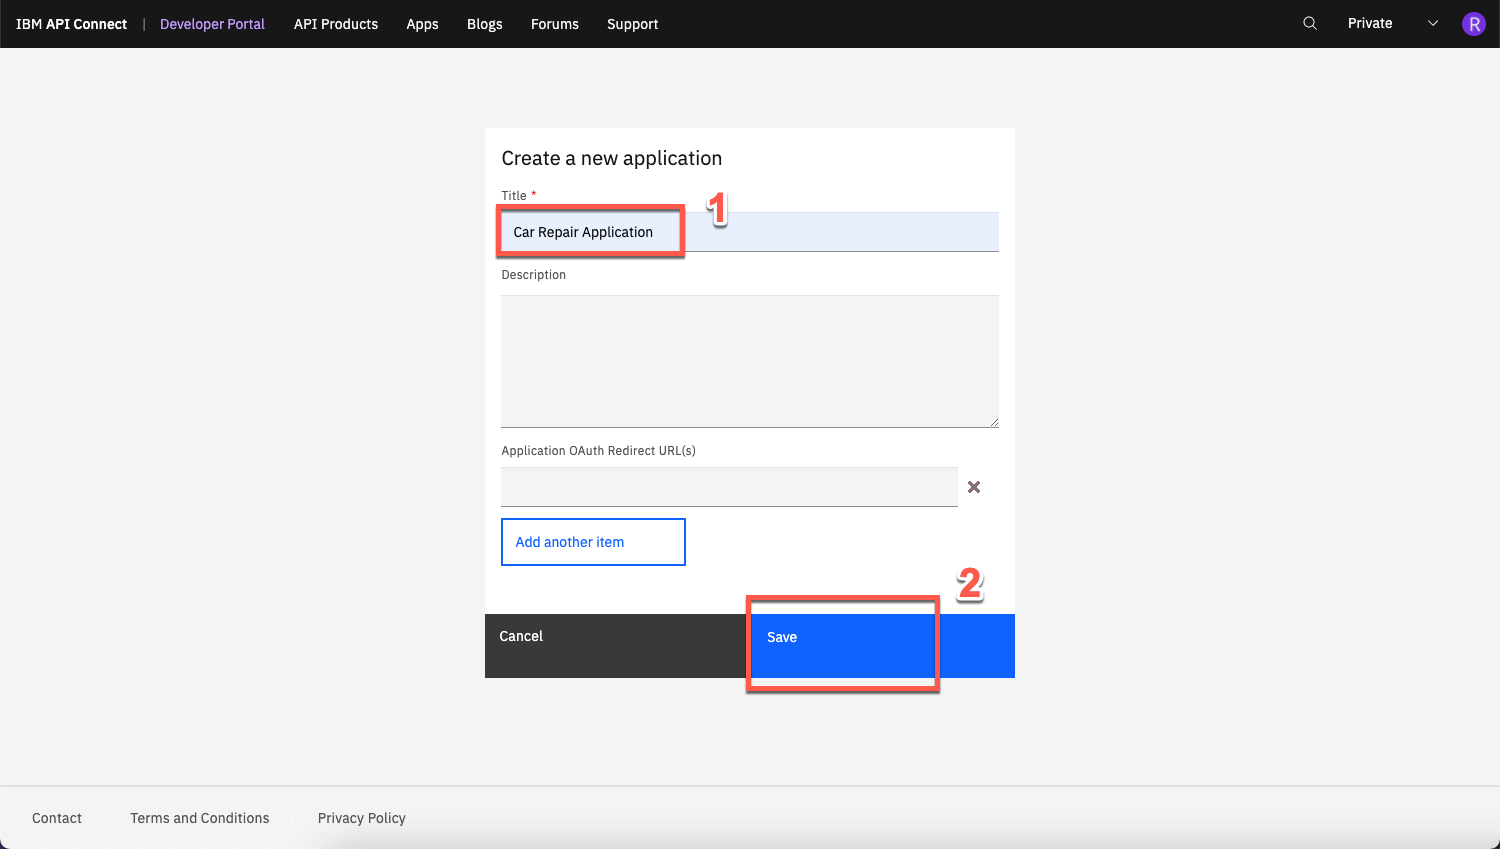 IBM API Connect | Developer Portal API Products Apps Blogs Forums Support Private R
Create a new application
Title *
1
Car Repair Application
Description
Application OAuth Redirect URL(s)
Add another item
2
Cancel Save
Contact Terms and Conditions Privacy Policy